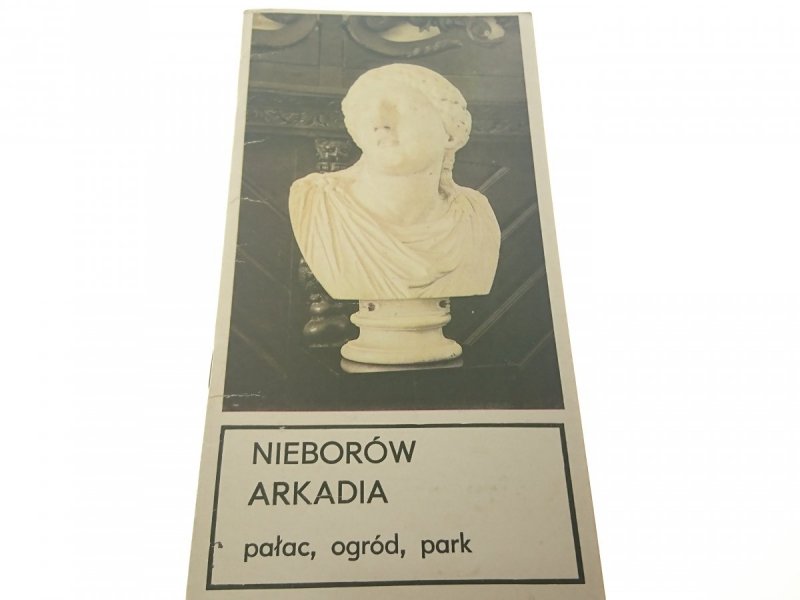 NIEBORÓW
ARKADIA
pałac, ogród, park